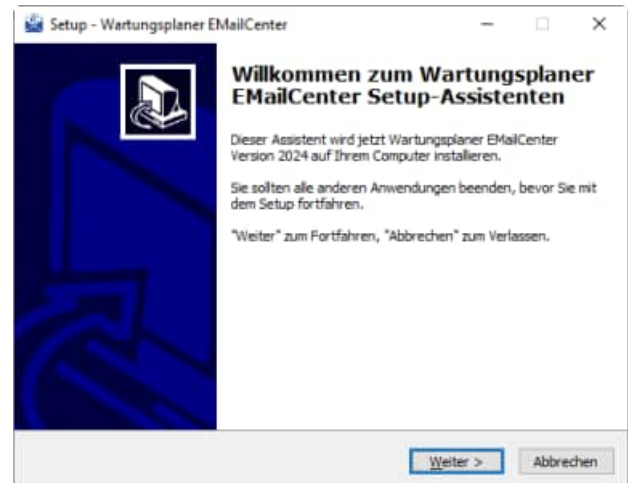 Setup - Wartungsplaner EMailCenter
Willkommen zum Wartungsplaner
EMailCenter Setup-Assistenten
Dieser Assistent wird jetzt Wartungsplaner EMailCenter
Version 2024 auf Ihrem Computer installieren.
Sie sollten alle anderen Anwendungen beenden, bevor Sie mit
dem Setup fortfahren.
"Weiter" zum Fortfahren, "Abbrechen" zum Verlassen.
Weiter > Abbrechen